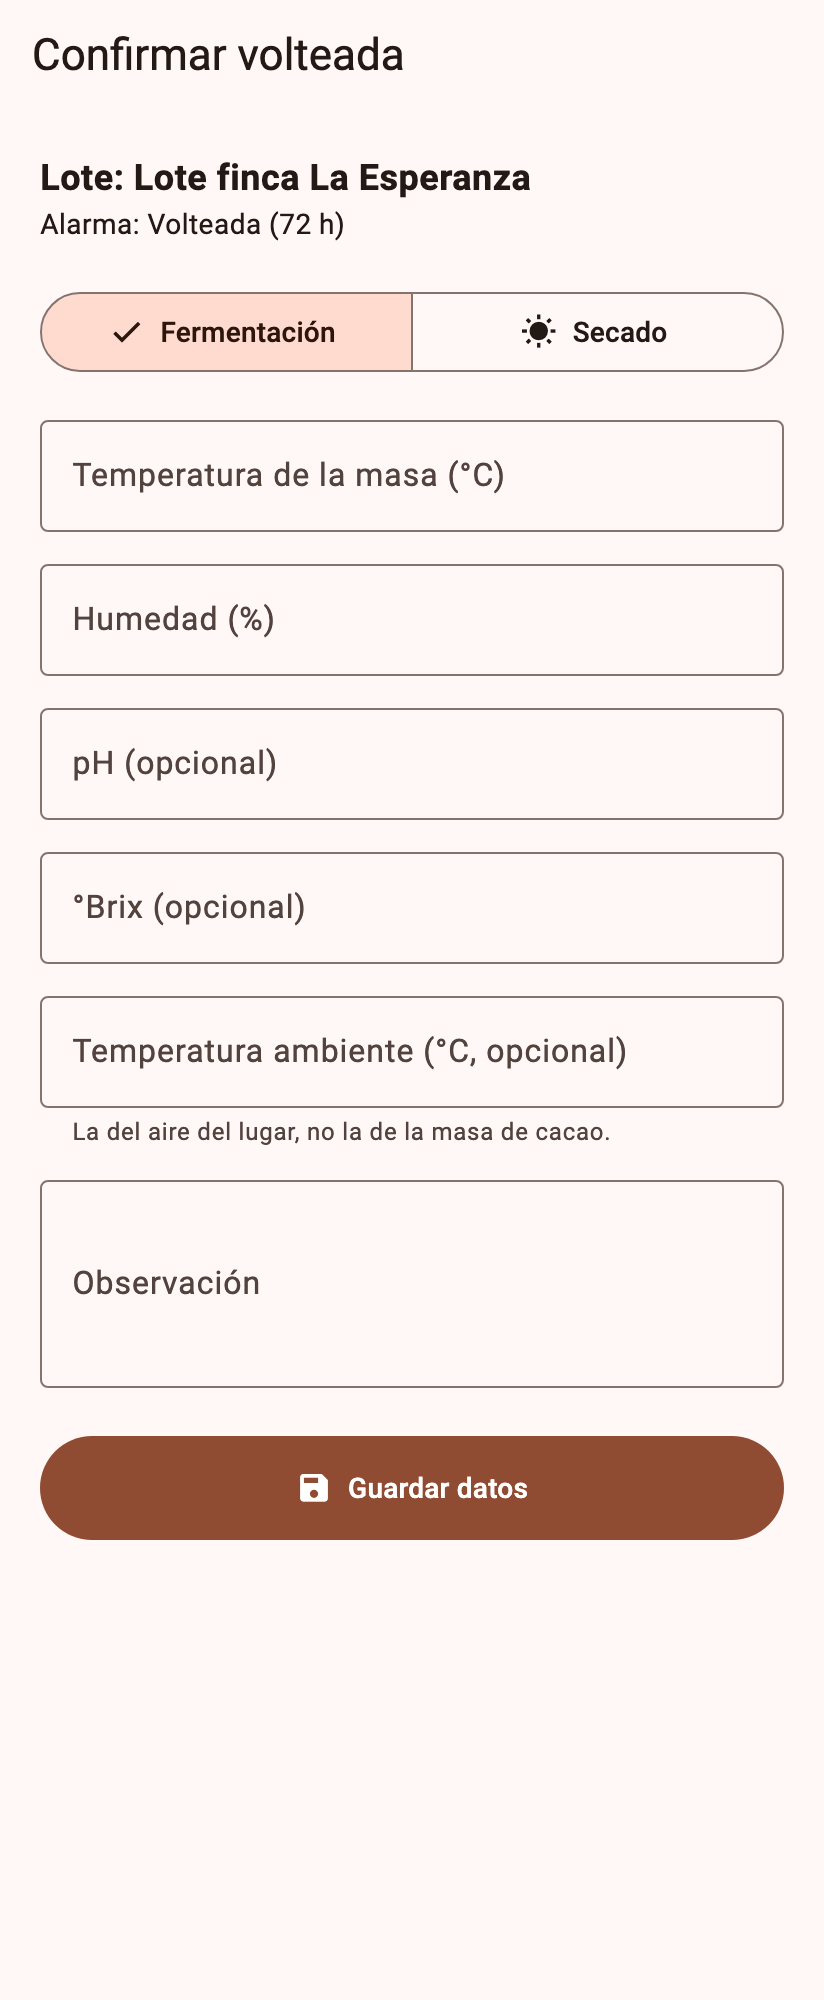 Confirmar volteada
Lote: Lote finca La Esperanza
Alarma: Volteada (72 h)
Fermentación
Secado
Temperatura de la masa (°C)
Humedad (%)
pH (opcional)
°Brix (opcional)
Temperatura ambiente (°C, opcional)
La del aire del lugar, no la de la masa de cacao.
Observación
Guardar datos